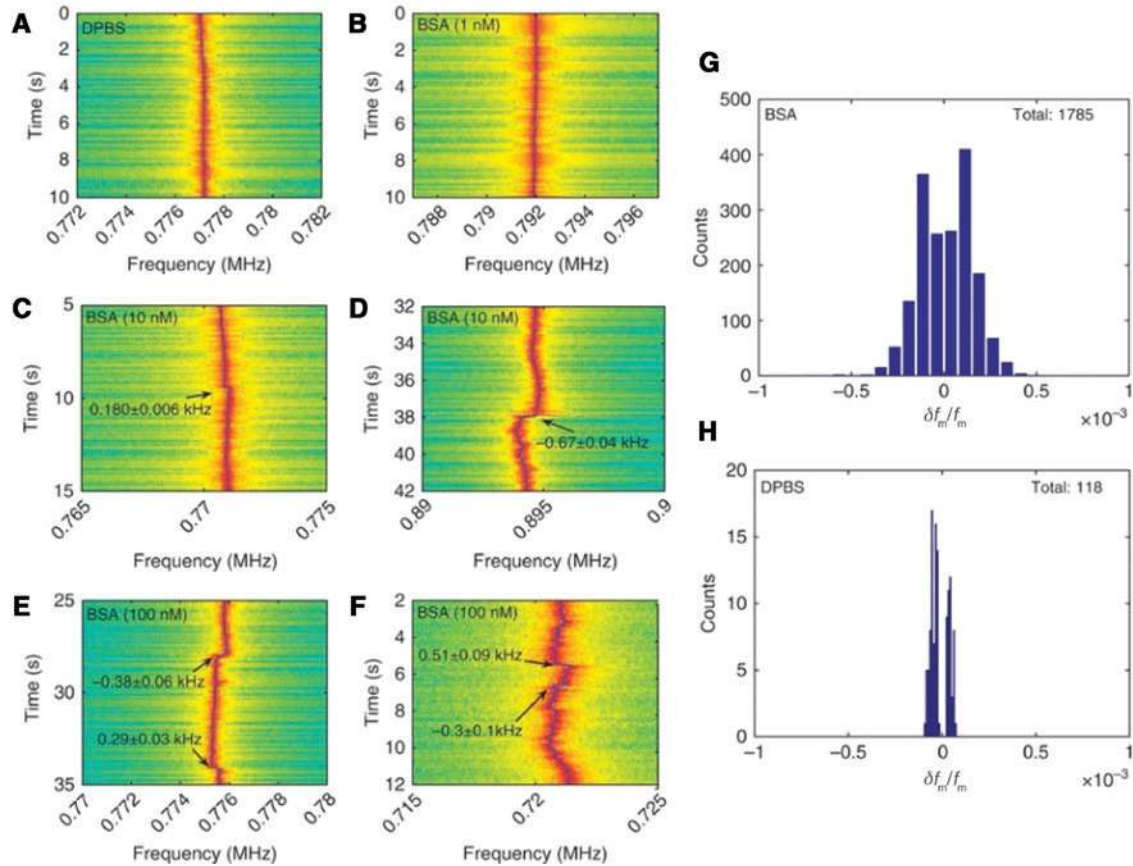 A
DPBS
0
2
4
6
8
10
Time (s)
0.772
0.774
0.776
0.778
0.78
0.782
Frequency (MHz)
B
BSA (1 nM)
0
2
4
6
8
10
Time (s)
0.788
0.79
0.792
0.794
0.796
Frequency (MHz)
C
BSA (10 nM)
5
10
15
Time (s)
0.180±0.006 kHz
0.765
0.77
0.775
Frequency (MHz)
D
BSA (10 nM)
32
34
36
38
40
42
Time (s)
−0.67±0.04 kHz
0.89
0.895
0.9
Frequency (MHz)
E
BSA (100 nM)
25
30
35
Time (s)
−0.38±0.06 kHz
0.29±0.03 kHz
0.77
0.772
0.774
0.776
0.778
0.78
Frequency (MHz)
F
BSA (100 nM)
2
4
6
8
10
12
Time (s)
0.51±0.09 kHz
−0.3±0.1kHz
0.715
0.72
0.725
Frequency (MHz)
G
BSA
Total: 1785
500
400
300
200
100
0
Counts
−1
−0.5
0
0.5
1
×10⁻³
δfm/fm
H
DPBS
Total: 118
20
15
10
5
0
Counts
−1
−0.5
0
0.5
1
×10⁻³
δfm/fm